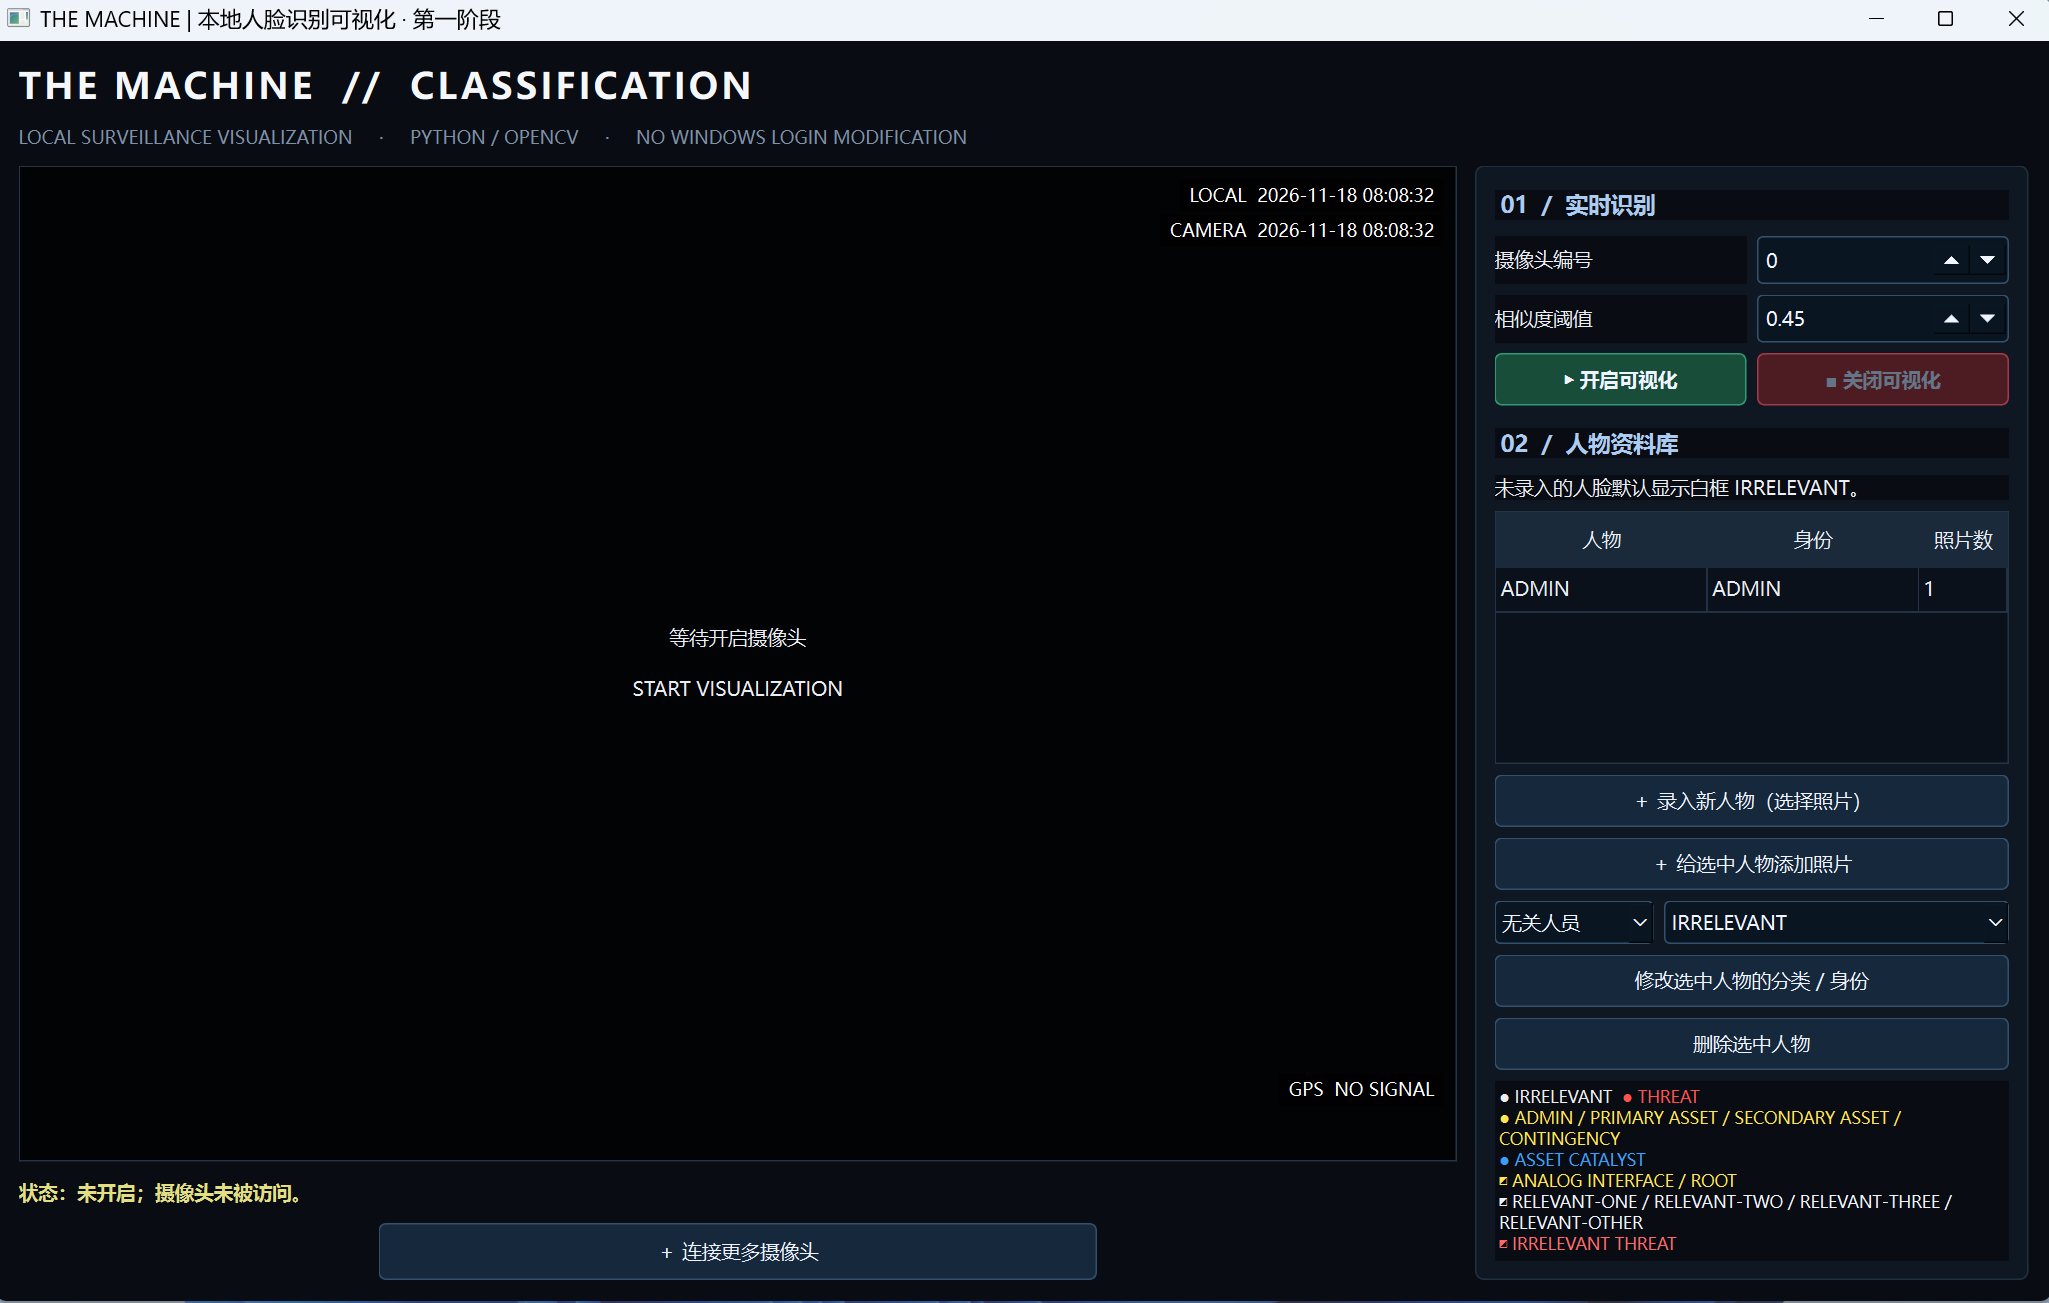 THE MACHINE | 本地人脸识别可视化 · 第一阶段
THE MACHINE // CLASSIFICATION
LOCAL SURVEILLANCE VISUALIZATION · PYTHON / OPENCV · NO WINDOWS LOGIN MODIFICATION
LOCAL 2026-11-18 08:08:32
CAMERA 2026-11-18 08:08:32
等待开启摄像头
START VISUALIZATION
GPS NO SIGNAL
状态：未开启；摄像头未被访问。
+ 连接更多摄像头
01 / 实时识别
摄像头编号 0
相似度阈值 0.45
▶ 开启可视化 ■ 关闭可视化
02 / 人物资料库
未录入的人脸默认显示白框 IRRELEVANT。
人物 身份 照片数
ADMIN ADMIN 1
+ 录入新人物（选择照片）
+ 给选中人物添加照片
无关人员 IRRELEVANT
修改选中人物的分类 / 身份
删除选中人物
● IRRELEVANT ● THREAT
● ADMIN / PRIMARY ASSET / SECONDARY ASSET /
CONTINGENCY
● ASSET CATALYST
◩ ANALOG INTERFACE / ROOT
◩ RELEVANT-ONE / RELEVANT-TWO / RELEVANT-THREE /
RELEVANT-OTHER
◩ IRRELEVANT THREAT